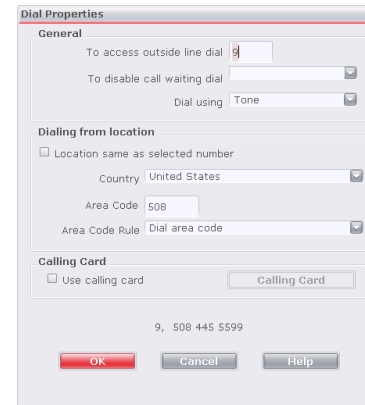 Dial Properties
General
To access outside line dial 9
To disable call waiting dial
Dial using Tone
Dialing from location
Location same as selected number
Country United States
Area Code 508
Area Code Rule Dial area code
Calling Card
Use calling card Calling Card
9, 508 445 5599
OK Cancel Help